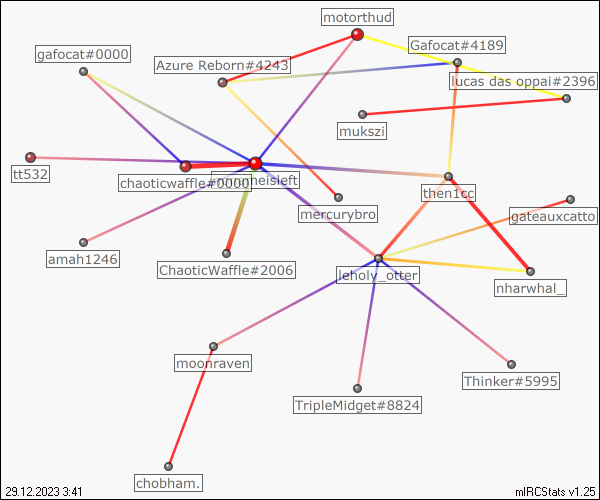 motorthud
Gafocat#4189
gafocat#0000
Azure Reborn#4243
lucas das oppai#2396
mukszi
tt532
chaoticwaffle#0000
then1cc
mercurybro
gateauxcatto
amah1246
ChaoticWaffle#2006
leholy_otter
nharwhal_
moonraven
Thinker#5995
TripleMidget#8824
chobham.
29.12.2023 3:41
mIRCStats v1.25